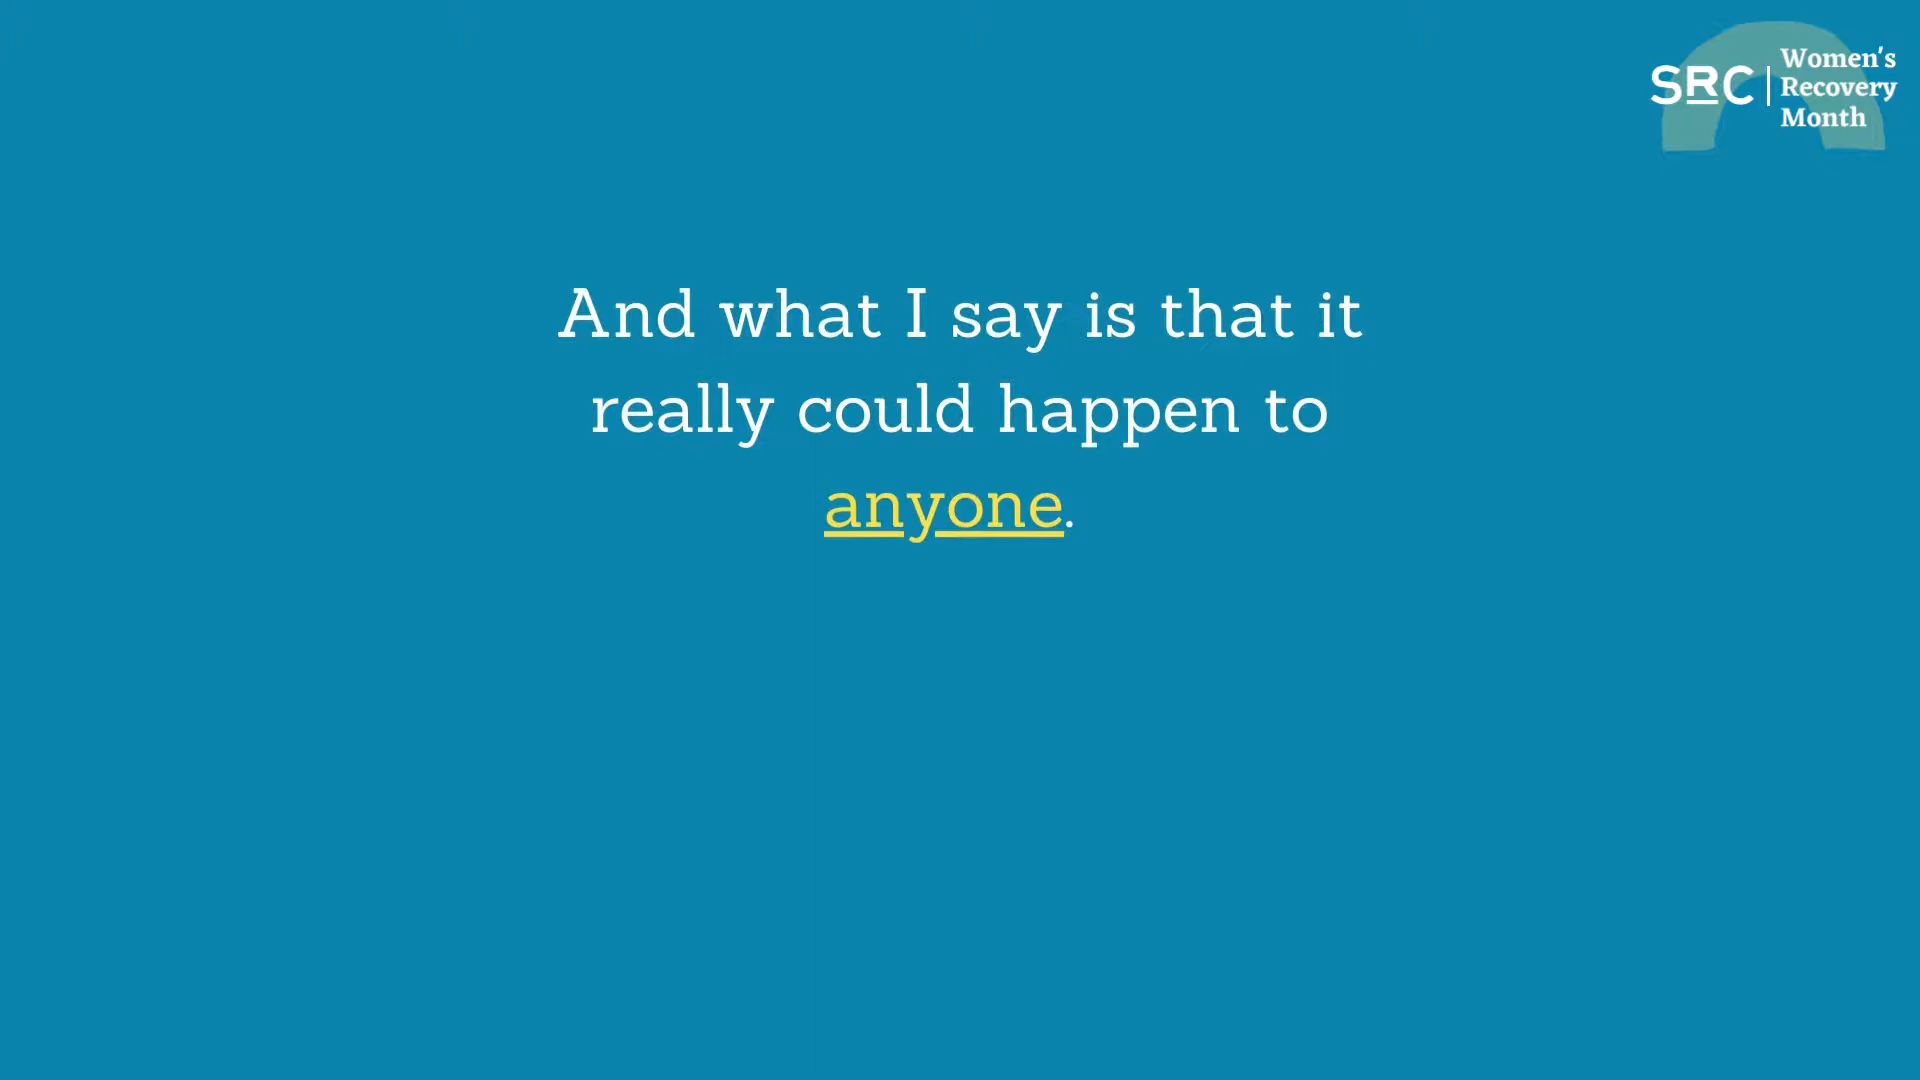 SRC
Women's
Recovery
Month
And what I say is that it
really could happen to
anyone.